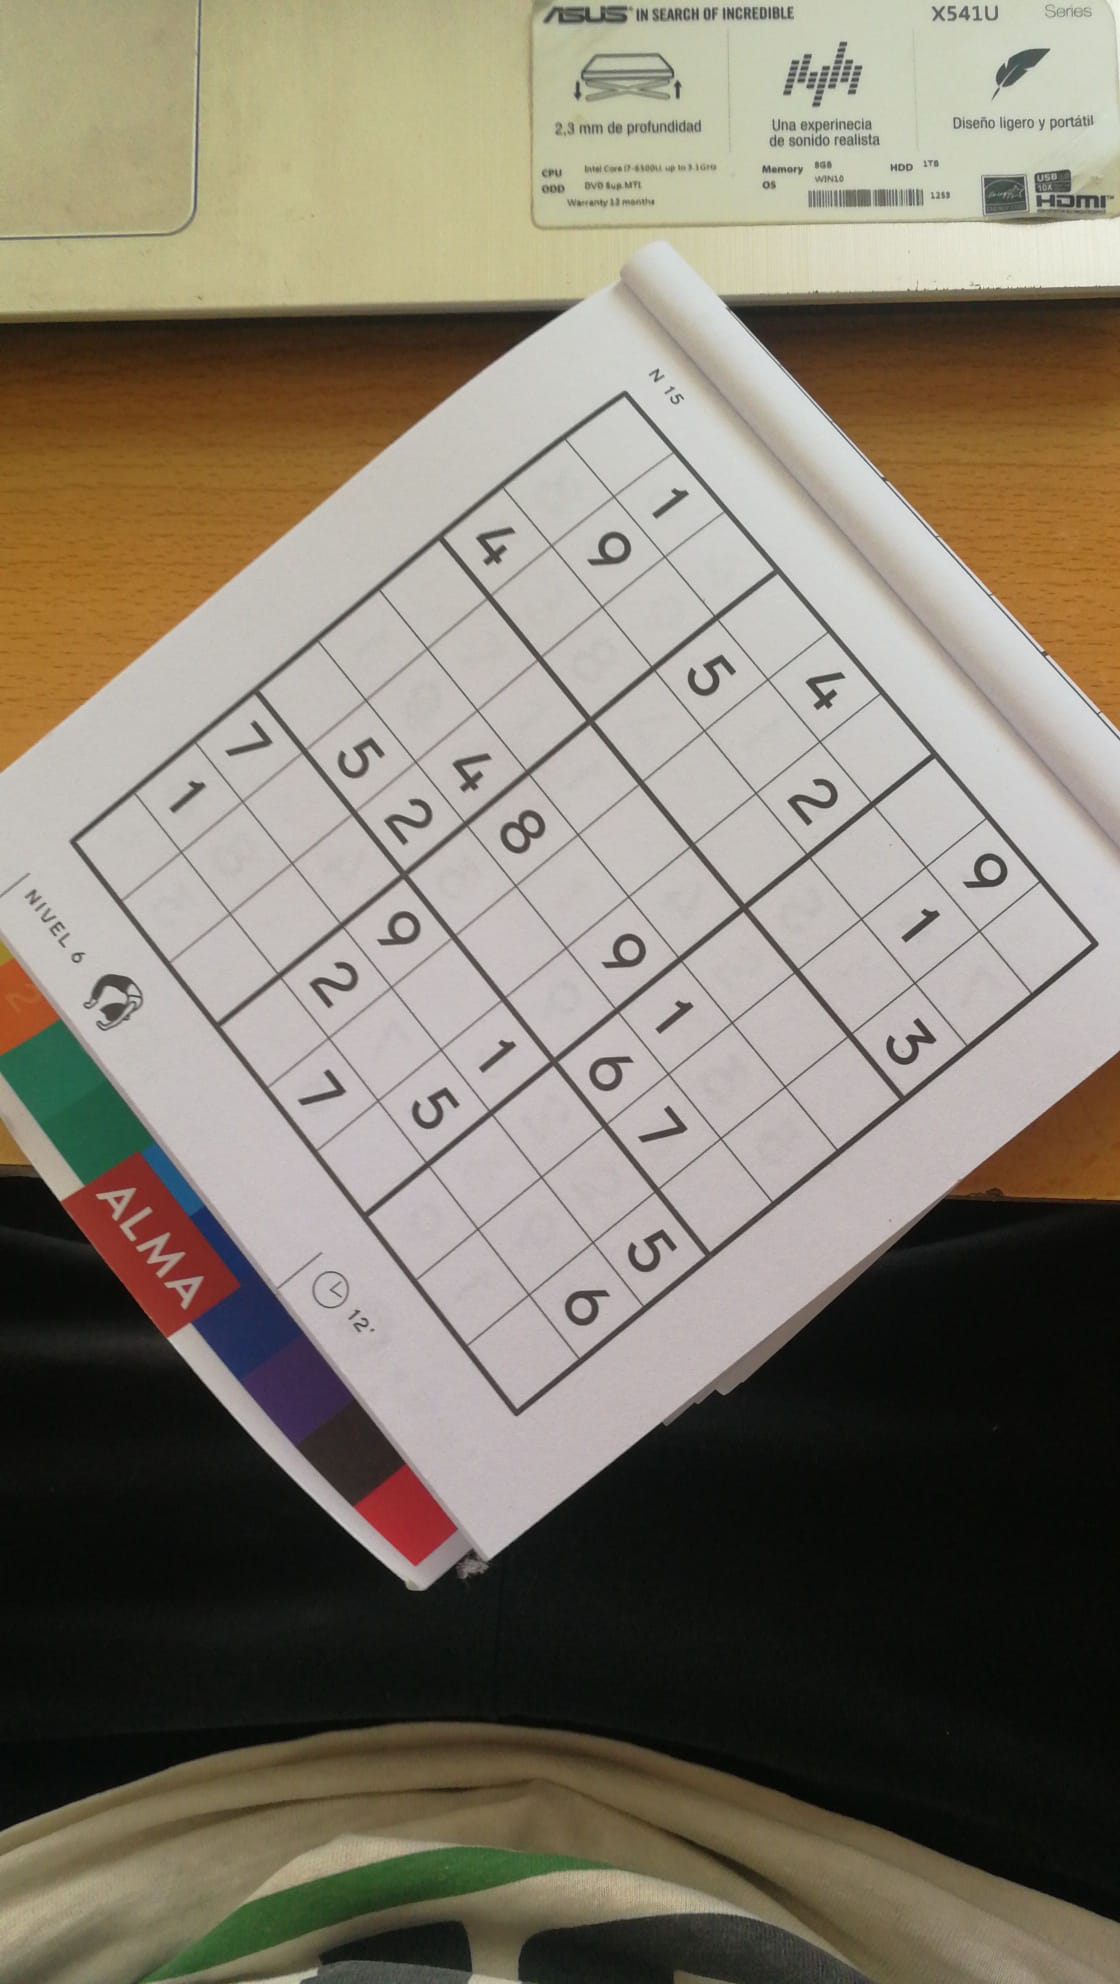 ASUS IN SEARCH OF INCREDIBLE X541U Series
2,3 mm de profundidad
Una experinecia
de sonido realista
Diseño ligero y portátil
CPU Intel Core i7-6500U, up to 3.1GHz
ODD DVD Sup.MTL
Warranty 12 months
Memory 8GB HDD 1TB
OS WIN10
1253
USB
10X
HDMI
N 15
1 4 9
9 5 2 1
4 3
4 8 9 1
5 2 6 7
7 9 1 5
1 2 5 6
7
NIVEL 6
12'
ALMA